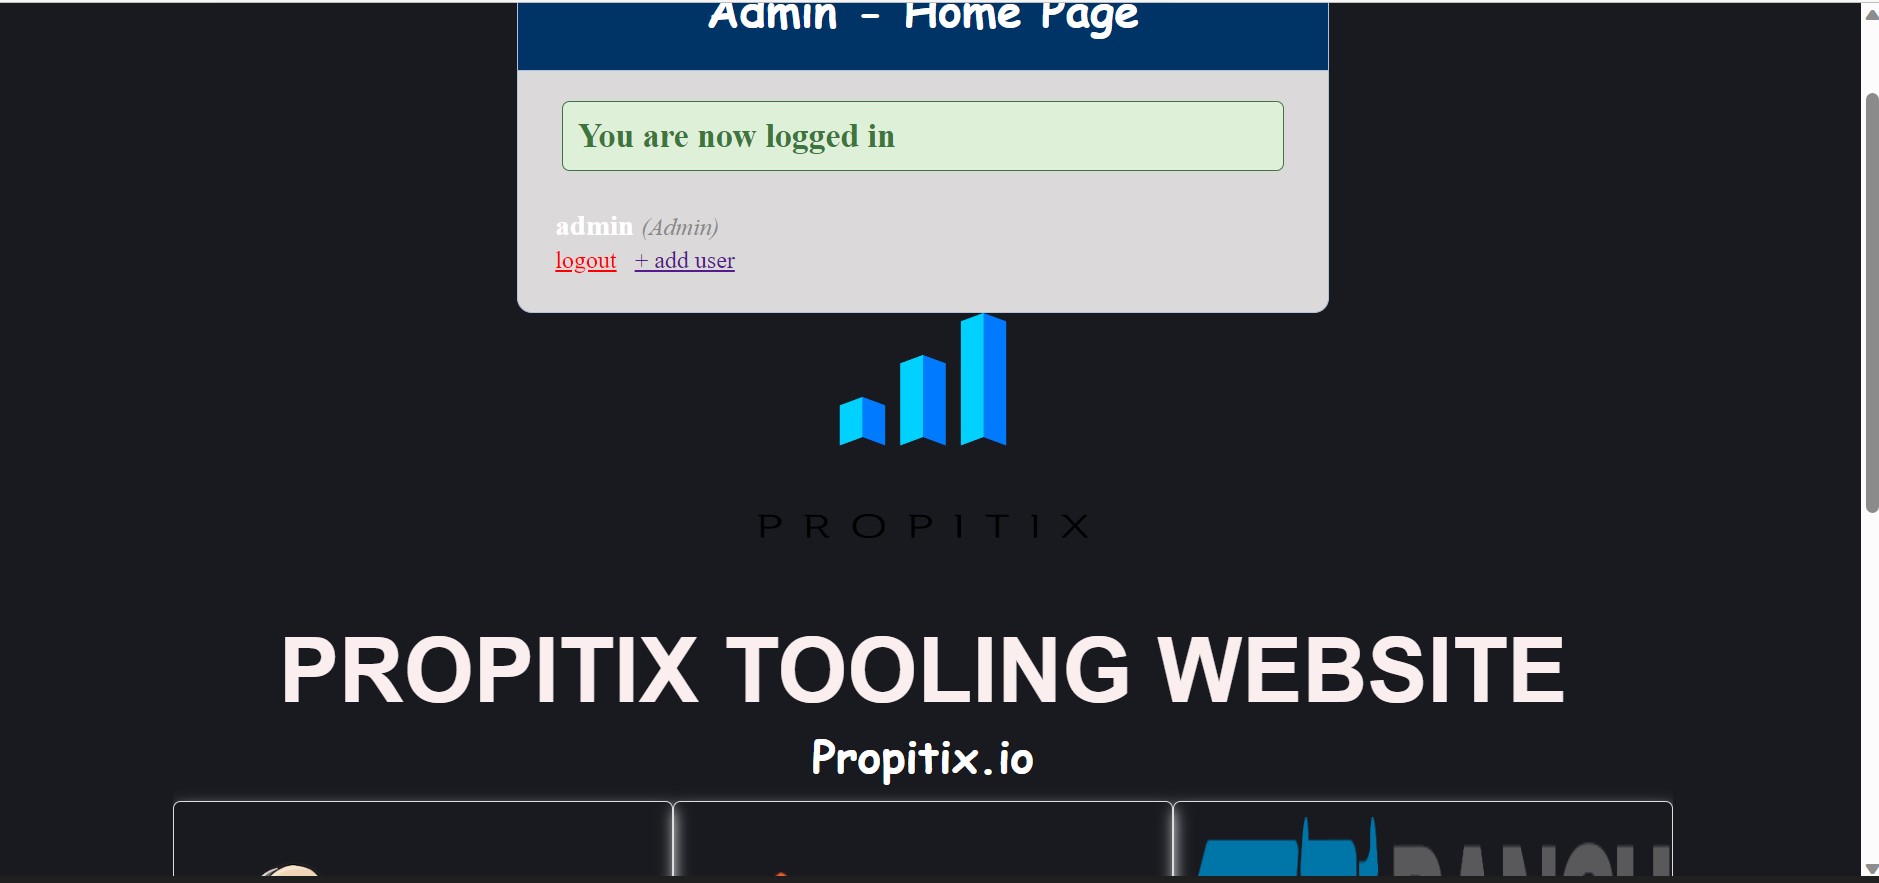 Admin - Home Page
You are now logged in
admin (Admin)
logout + add user
PROPITIX
PROPITIX TOOLING WEBSITE
Propitix.io